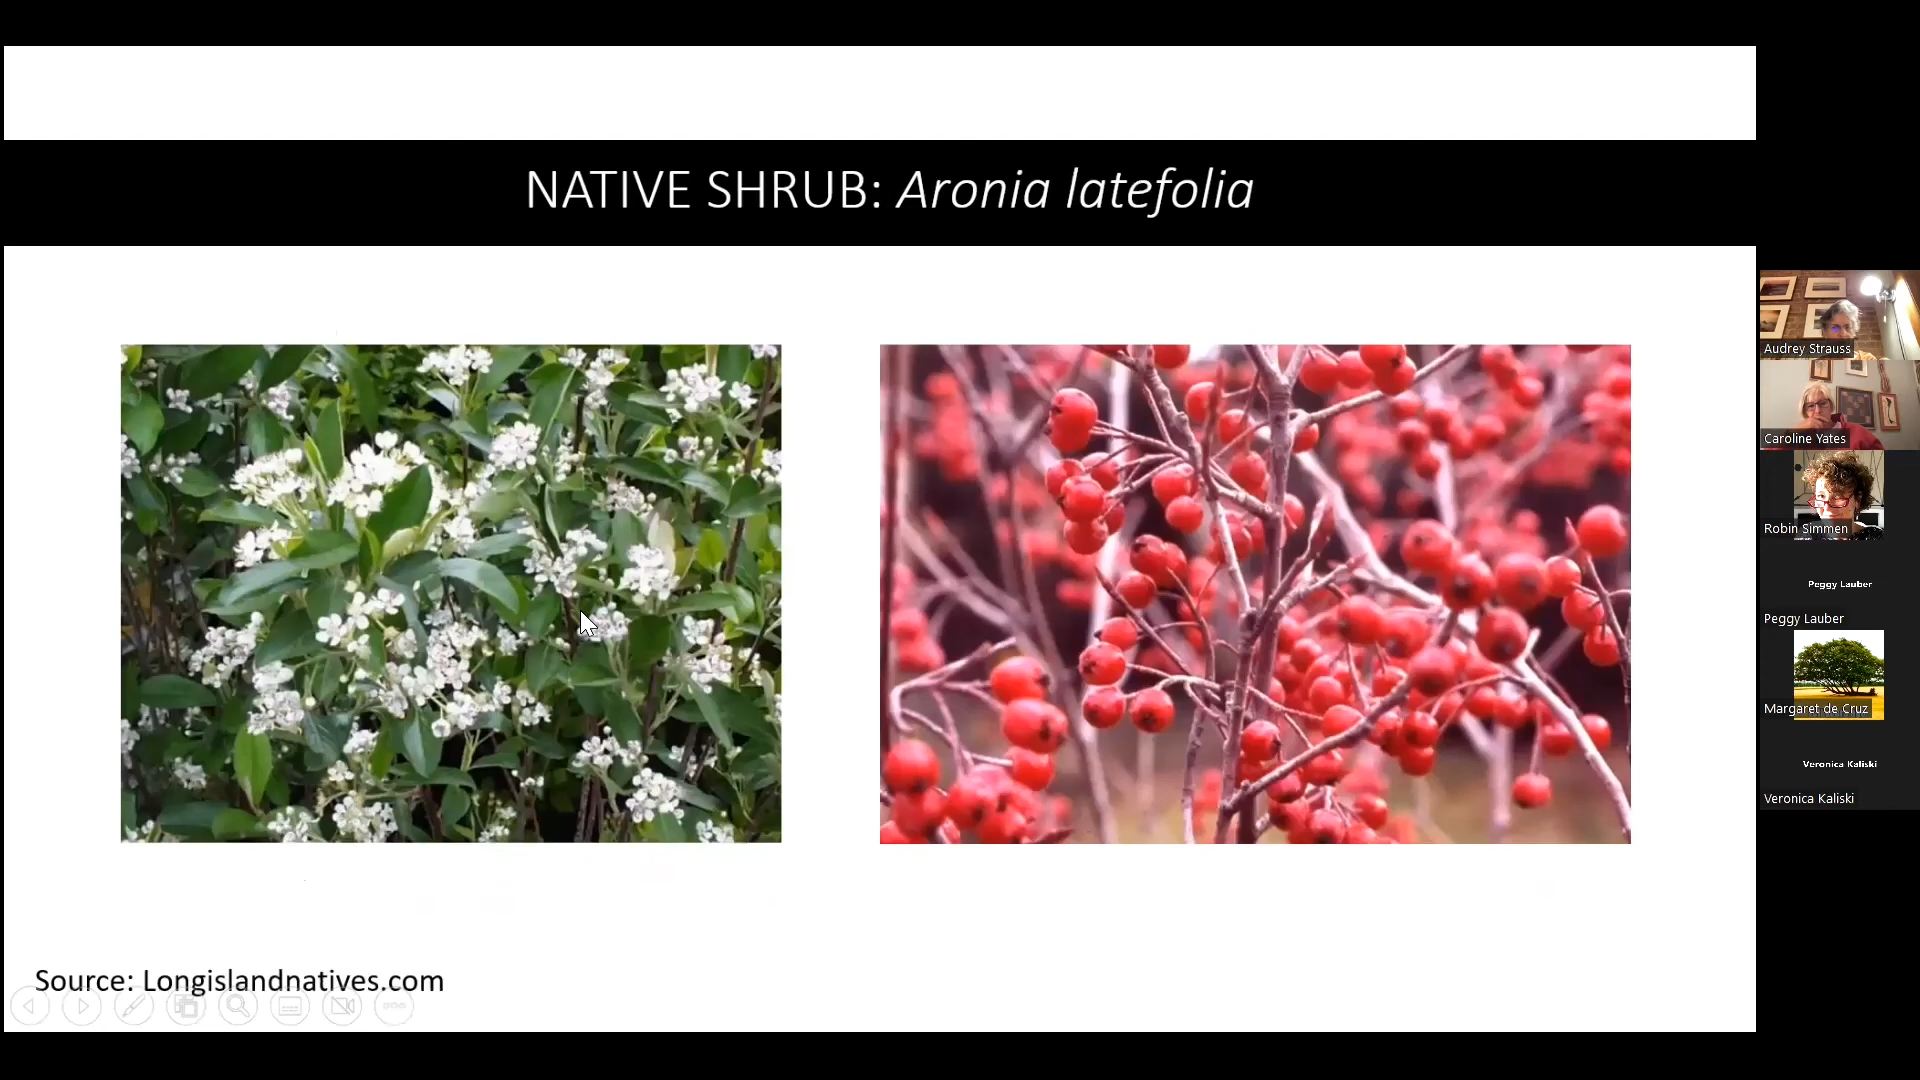 NATIVE SHRUB: Aronia latefolia
Source: Longislandnatives.com
Audrey Strauss
Caroline Yates
Robin Simmen
Peggy Lauber
Peggy Lauber
Margaret de Cruz
Veronica Kaliski
Veronica Kaliski